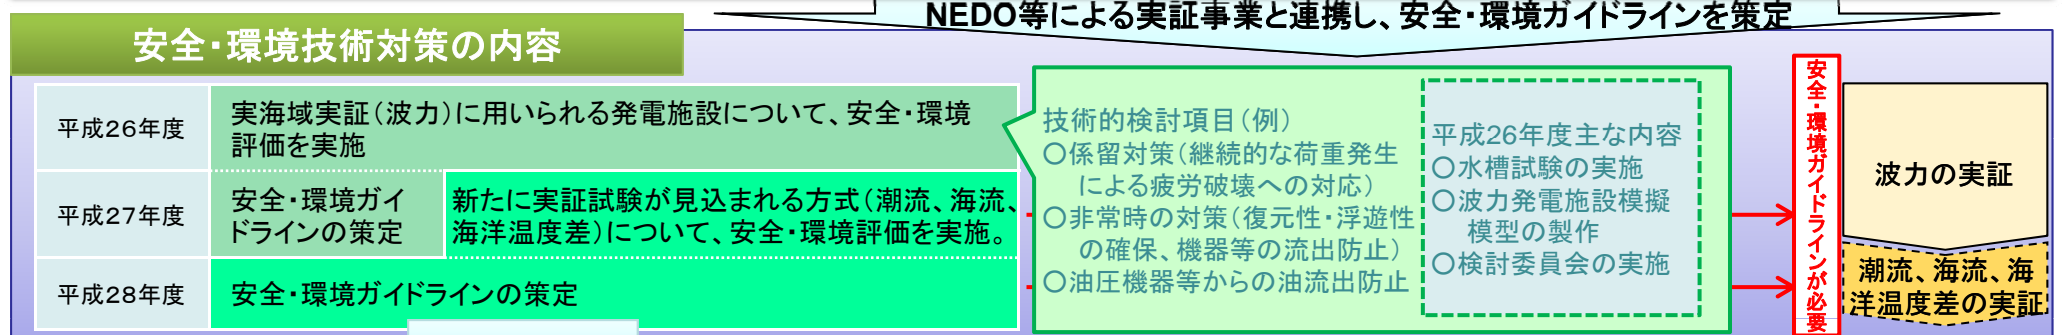 NEDO等による実証事業と連携し、安全・環境ガイドラインを策定
安全・環境技術対策の内容
平成26年度
実海域実証(波力)に用いられる発電施設について、安全・環境
評価を実施
平成27年度
安全・環境ガイ
ドラインの策定
新たに実証試験が見込まれる方式(潮流、海流、
海洋温度差)について、安全・環境評価を実施。
平成28年度
安全・環境ガイドラインの策定
技術的検討項目(例)
○係留対策(継続的な荷重発生
による疲労破壊への対応)
○非常時の対策(復元性・浮遊性
の確保、機器等の流出防止)
○油圧機器等からの油流出防止
平成26年度主な内容
○水槽試験の実施
○波力発電施設模擬
模型の製作
○検討委員会の実施
安全・環境ガイドラインが必要
波力の実証
潮流、海流、海
洋温度差の実証